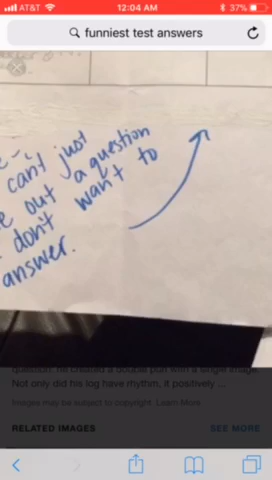 AT&T
12:04 AM
37%
funniest test answers
can't just
out a question
don't want to
answer.
question. he created a double pun with a single image.
Not only did his log have rhythm, it positively ...
Images may be subject to copyright. Learn More
RELATED IMAGES
SEE MORE